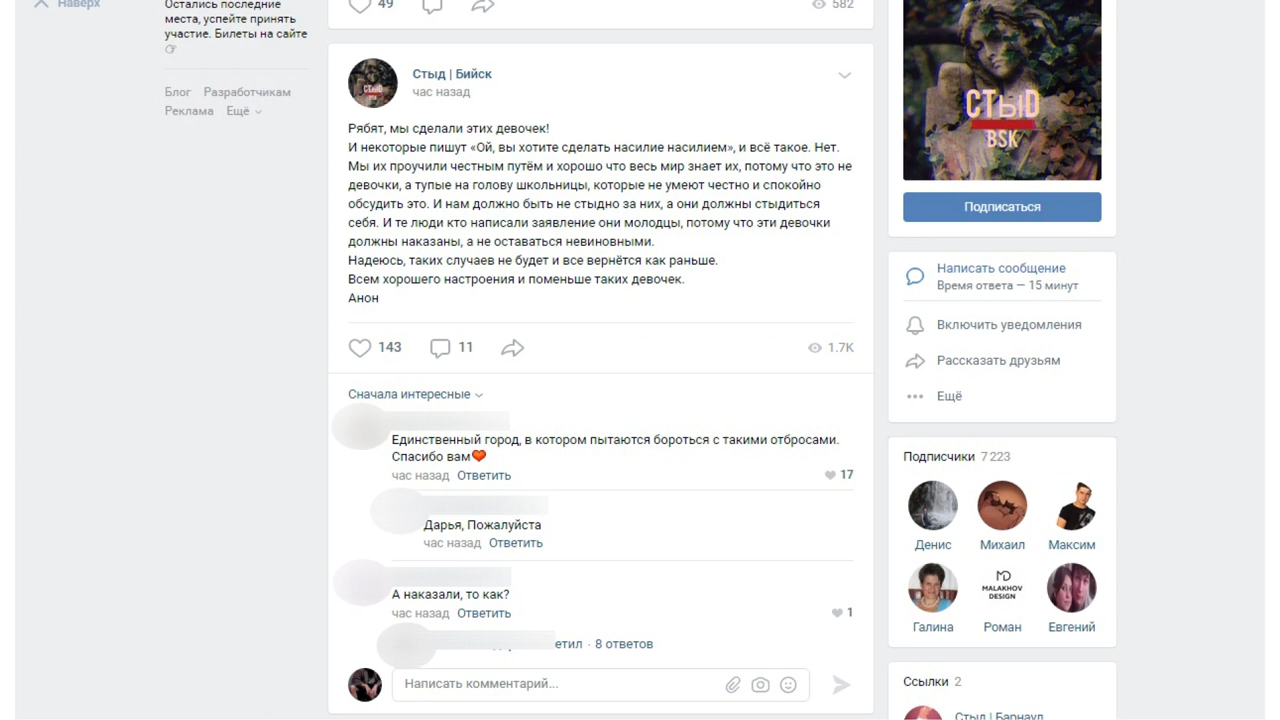 Наверх
Остались последние
места, успейте принять
участие. Билеты на сайте
Блог Разработчикам
Реклама Ещё
49
582
Стыд | Бийск
час назад
Рябят, мы сделали этих девочек!
И некоторые пишут «Ой, вы хотите сделать насилие насилием», и всё такое. Нет.
Мы их проучили честным путём и хорошо что весь мир знает их, потому что это не
девочки, а тупые на голову школьницы, которые не умеют честно и спокойно
обсудить это. И нам должно быть не стыдно за них, а они должны стыдиться
себя. И те люди кто написали заявление они молодцы, потому что эти девочки
должны наказаны, а не оставаться невиновными.
Надеюсь, таких случаев не будет и все вернётся как раньше.
Всем хорошего настроения и поменьше таких девочек.
Анон
143 11 1.7K
Сначала интересные
Единственный город, в котором пытаются бороться с такими отбросами.
Спасибо вам❤
час назад Ответить 17
Дарья, Пожалуйста
час назад Ответить
А наказали, то как?
час назад Ответить 1
етил · 8 ответов
Написать комментарий...
СТЫD
BSK
Подписаться
Написать сообщение
Время ответа — 15 минут
Включить уведомления
Рассказать друзьям
Ещё
Подписчики 7 223
Денис Михаил Максим
MALAKHOV
DESIGN
Галина Роман Евгений
Ссылки 2
Стыд | Барнаул